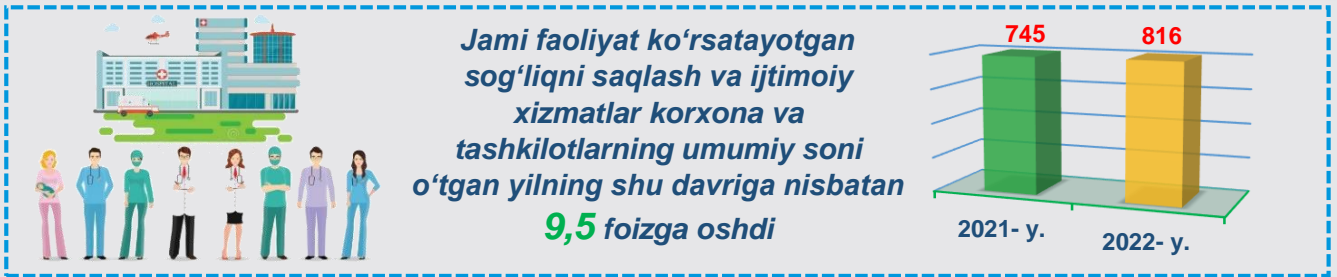 HOSPITAL
Jami faoliyat ko‘rsatayotgan
sog‘liqni saqlash va ijtimoiy
xizmatlar korxona va
tashkilotlarning umumiy soni
o‘tgan yilning shu davriga nisbatan
9,5 foizga oshdi
745
816
2021- y.
2022- y.